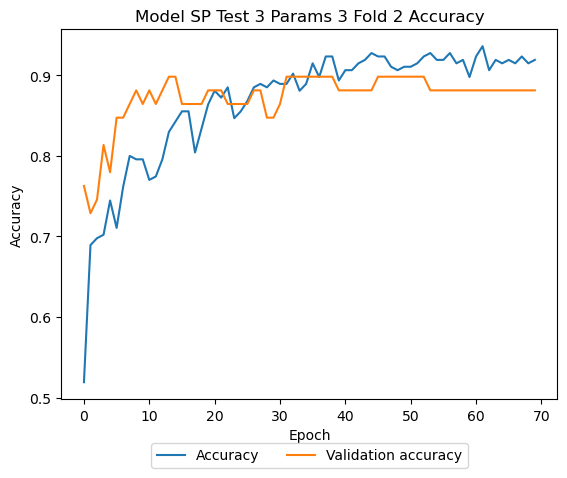 Model SP Test 3 Params 3 Fold 2 Accuracy
Accuracy
0.9
0.8
0.7
0.6
0.5
0 10 20 30 40 50 60 70
Epoch
Accuracy Validation accuracy